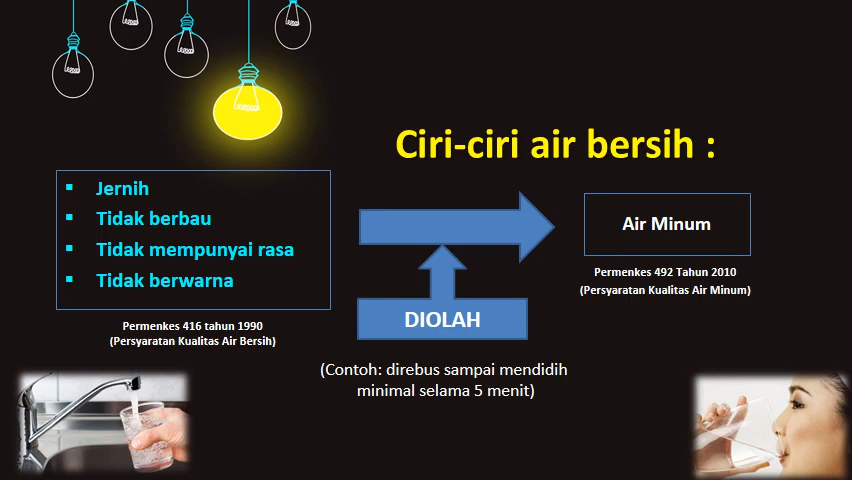 Ciri-ciri air bersih :
Jernih
Tidak berbau
Tidak mempunyai rasa
Tidak berwarna
Permenkes 416 tahun 1990
(Persyaratan Kualitas Air Bersih)
DIOLAH
(Contoh: direbus sampai mendidih
minimal selama 5 menit)
Air Minum
Permenkes 492 Tahun 2010
(Persyaratan Kualitas Air Minum)